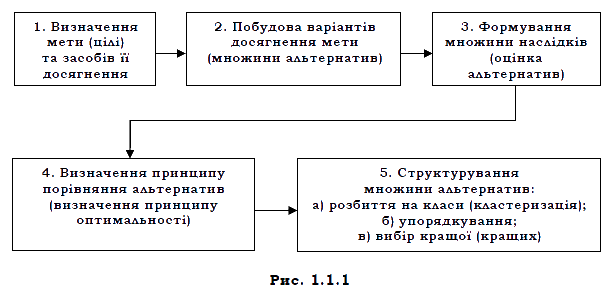 1. Визначення
мети (цілі)
та засобів її
досягнення
2. Побудова варіантів
досягнення мети
(множини альтернатив)
3. Формування
множини наслідків
(оцінка
альтернатив)
4. Визначення принципу
порівняння альтернатив
(визначення принципу
оптимальності)
5. Структурування
множини альтернатив:
а) розбиття на класи (кластеризація);
б) упорядкування;
в) вибір кращої (кращих)
Рис. 1.1.1